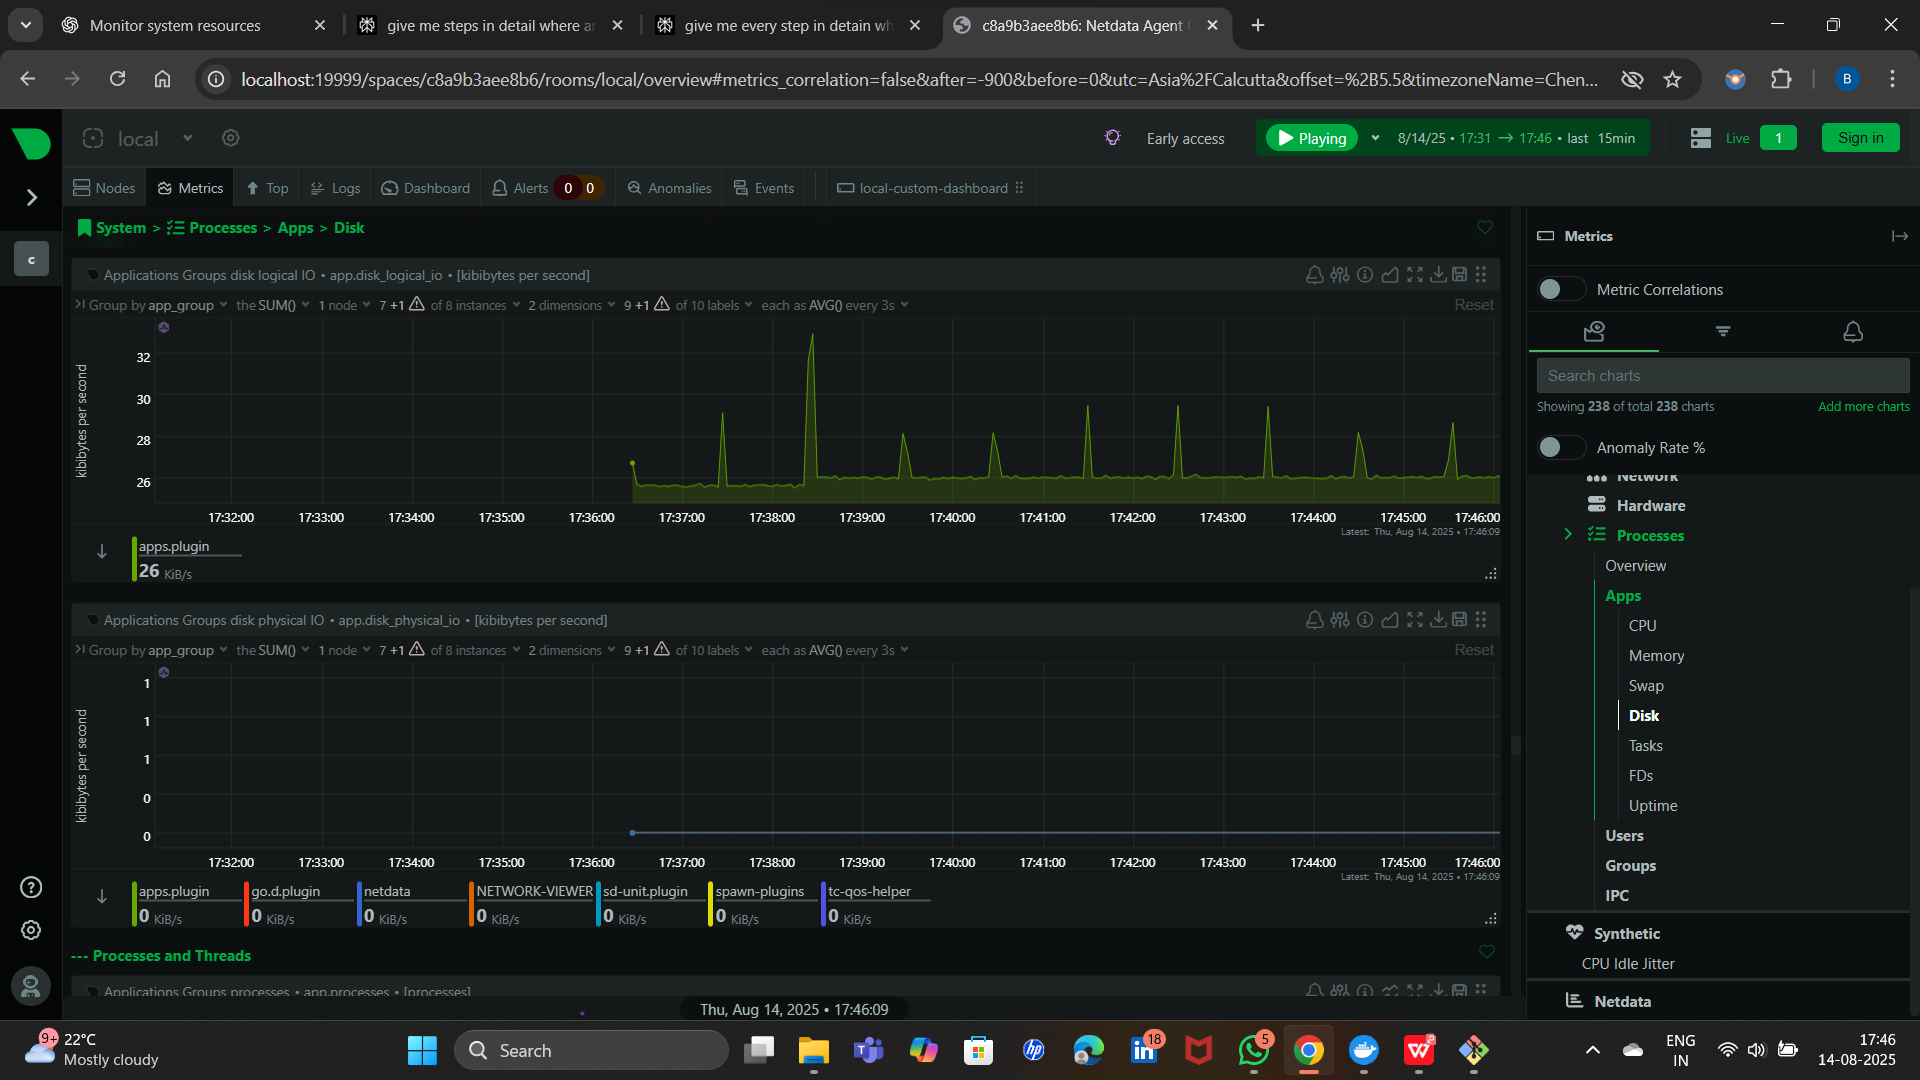 Monitor system resources
give me steps in detail where ar
give me every step in detain wh
c8a9b3aee8b6: Netdata Agent
localhost:19999/spaces/c8a9b3aee8b6/rooms/local/overview#metrics_correlation=false&after=-900&before=0&utc=Asia%2FCalcutta&offset=%2B5.5&timezoneName=Chen...
B
local
Early access
Playing
8/14/25 • 17:31 → 17:46 • last 15min
Live
1
Sign in
Nodes
Metrics
Top
Logs
Dashboard
Alerts 0 0
Anomalies
Events
local-custom-dashboard
c
System > Processes > Apps > Disk
Applications Groups disk logical IO • app.disk_logical_io • [kibibytes per second]
Group by app_group the SUM() 1 node 7 +1 of 8 instances 2 dimensions 9 +1 of 10 labels each as AVG() every 3s Reset
kibibytes per second
32
30
28
26
17:32:00 17:33:00 17:34:00 17:35:00 17:36:00 17:37:00 17:38:00 17:39:00 17:40:00 17:41:00 17:42:00 17:43:00 17:44:00 17:45:00 17:46:00
Latest: Thu, Aug 14, 2025 • 17:46:09
apps.plugin
26 KiB/s
Applications Groups disk physical IO • app.disk_physical_io • [kibibytes per second]
Group by app_group the SUM() 1 node 7 +1 of 8 instances 2 dimensions 9 +1 of 10 labels each as AVG() every 3s Reset
kibibytes per second
1
1
1
0
0
17:32:00 17:33:00 17:34:00 17:35:00 17:36:00 17:37:00 17:38:00 17:39:00 17:40:00 17:41:00 17:42:00 17:43:00 17:44:00 17:45:00 17:46:00
Latest: Thu, Aug 14, 2025 • 17:46:09
apps.plugin go.d.plugin netdata NETWORK-VIEWER sd-unit.plugin spawn-plugins tc-qos-helper
0 KiB/s 0 KiB/s 0 KiB/s 0 KiB/s 0 KiB/s 0 KiB/s 0 KiB/s
--- Processes and Threads
Applications Groups processes • app.processes • [processes]
Thu, Aug 14, 2025 • 17:46:09
Metrics
Metric Correlations
Search charts
Showing 238 of total 238 charts
Add more charts
Anomaly Rate %
Network
Hardware
Processes
Overview
Apps
CPU
Memory
Swap
Disk
Tasks
FDs
Uptime
Users
Groups
IPC
Synthetic
CPU Idle Jitter
Netdata
9+
22°C
Mostly cloudy
Search
18
5
ENG
IN
17:46
14-08-2025